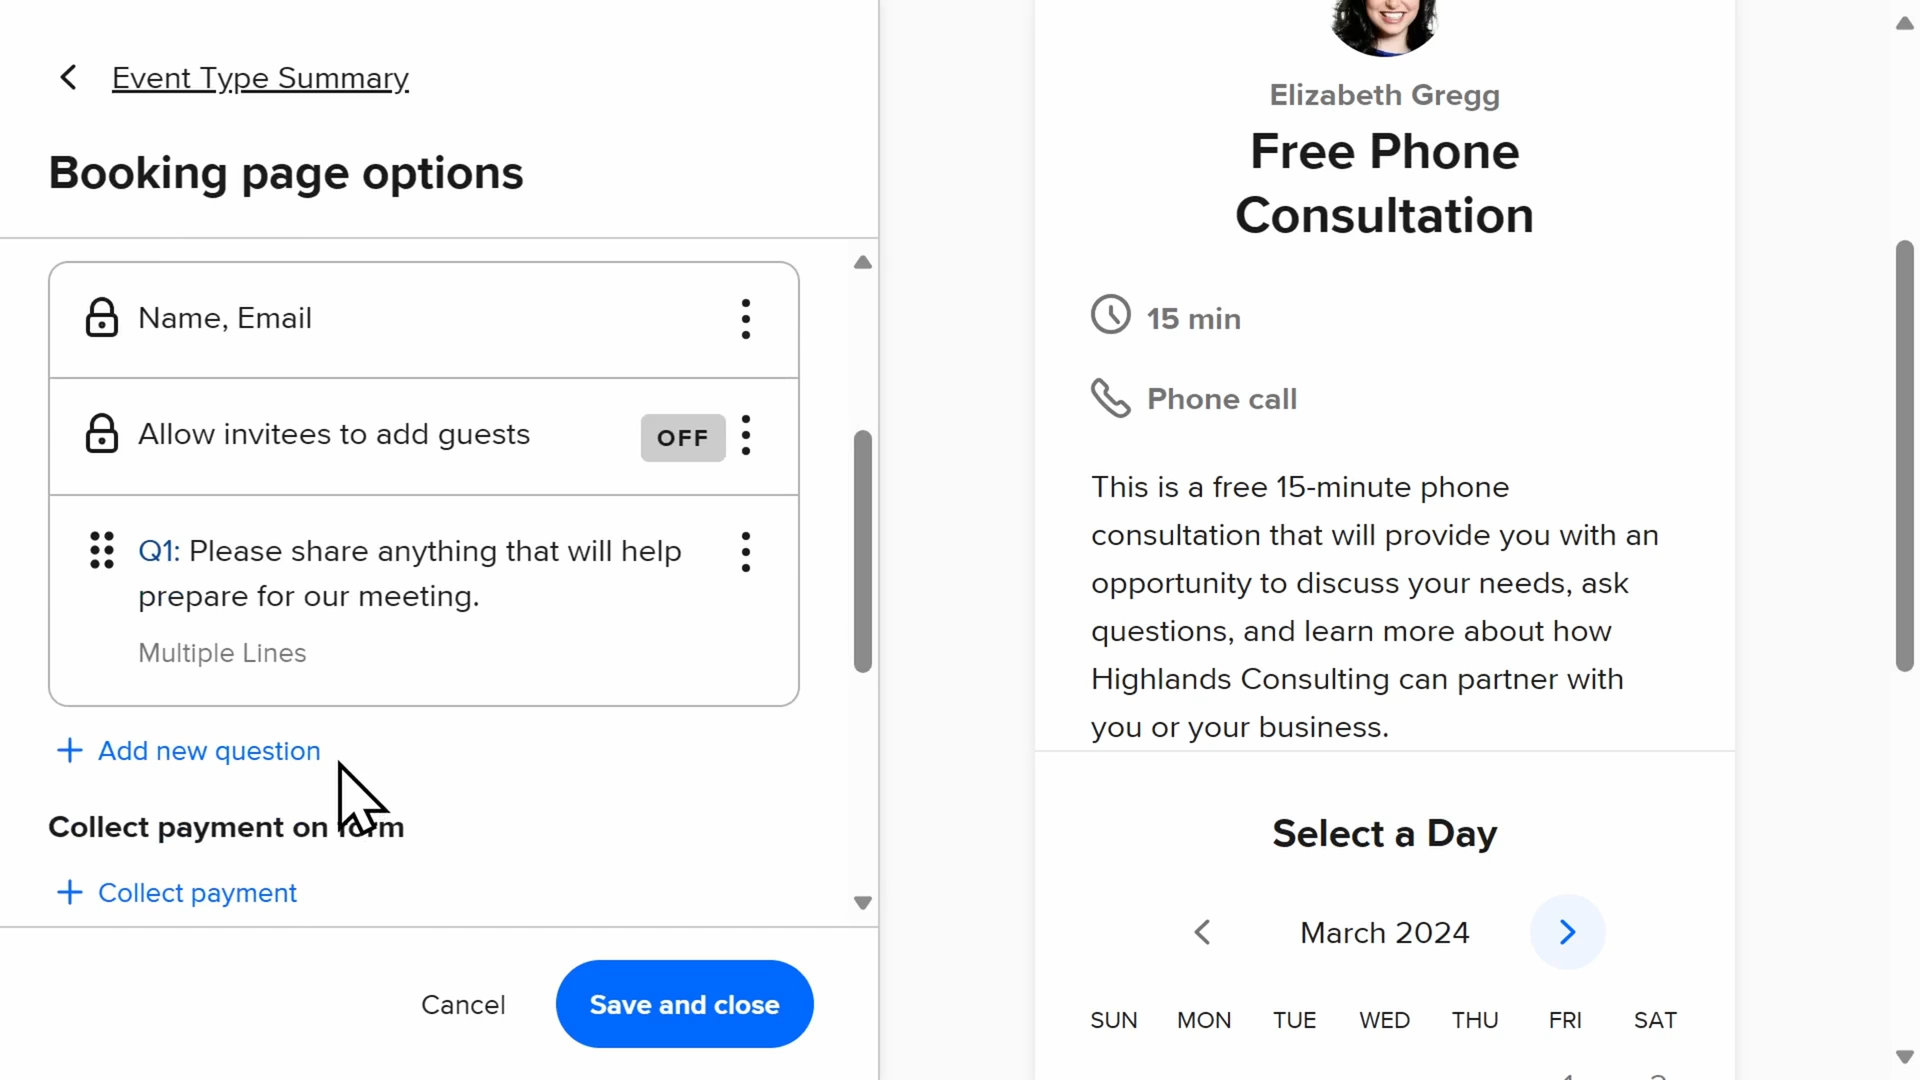 Event Type Summary
Booking page options
Name, Email
Allow invitees to add guests
OFF
Q1: Please share anything that will help
prepare for our meeting.
Multiple Lines
+ Add new question
Collect payment on form
+ Collect payment
Cancel
Save and close
Elizabeth Gregg
Free Phone
Consultation
15 min
Phone call
This is a free 15-minute phone
consultation that will provide you with an
opportunity to discuss your needs, ask
questions, and learn more about how
Highlands Consulting can partner with
you or your business.
Select a Day
March 2024
SUN MON TUE WED THU FRI SAT